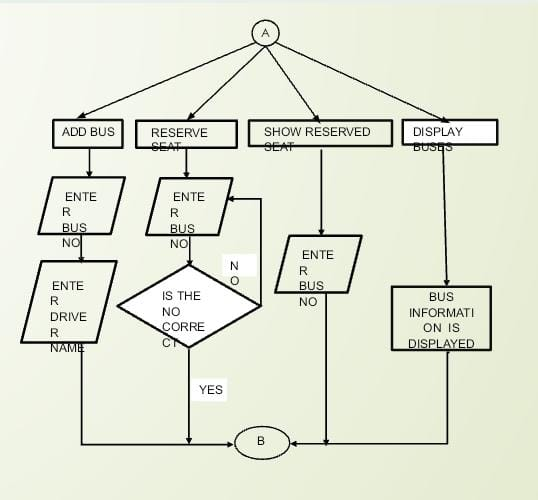 A
ADD BUS
RESERVE
SEAT
SHOW RESERVED
SEAT
DISPLAY
BUSES
ENTE
R
BUS
NO
ENTE
R
BUS
NO
ENTE
R
BUS
NO
N
O
ENTE
R
DRIVE
R
NAME
IS THE
NO
CORRE
CT
BUS
INFORMATI
ON IS
DISPLAYED
YES
B